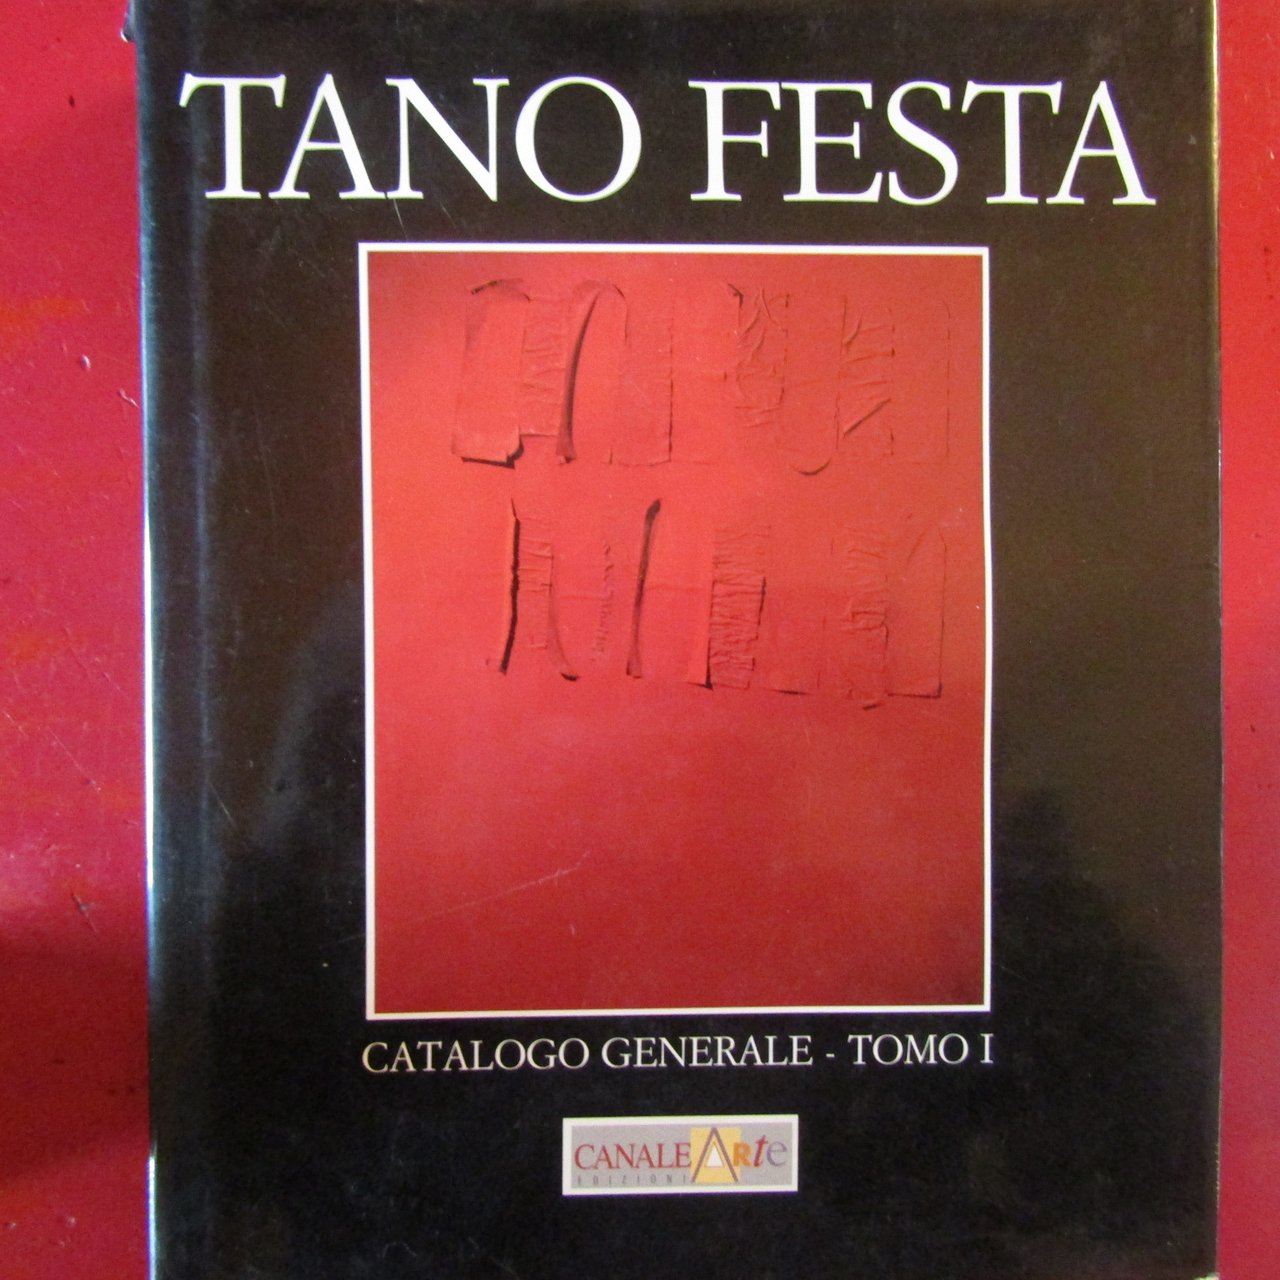 TANO FESTA
CATALOGO GENERALE - TOMO I
CANALE ARte
EDIZIONI